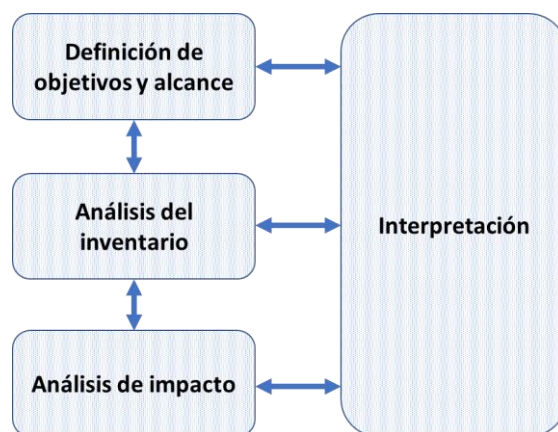 Definición de
objetivos y alcance
Análisis del
inventario
Interpretación
Análisis de impacto